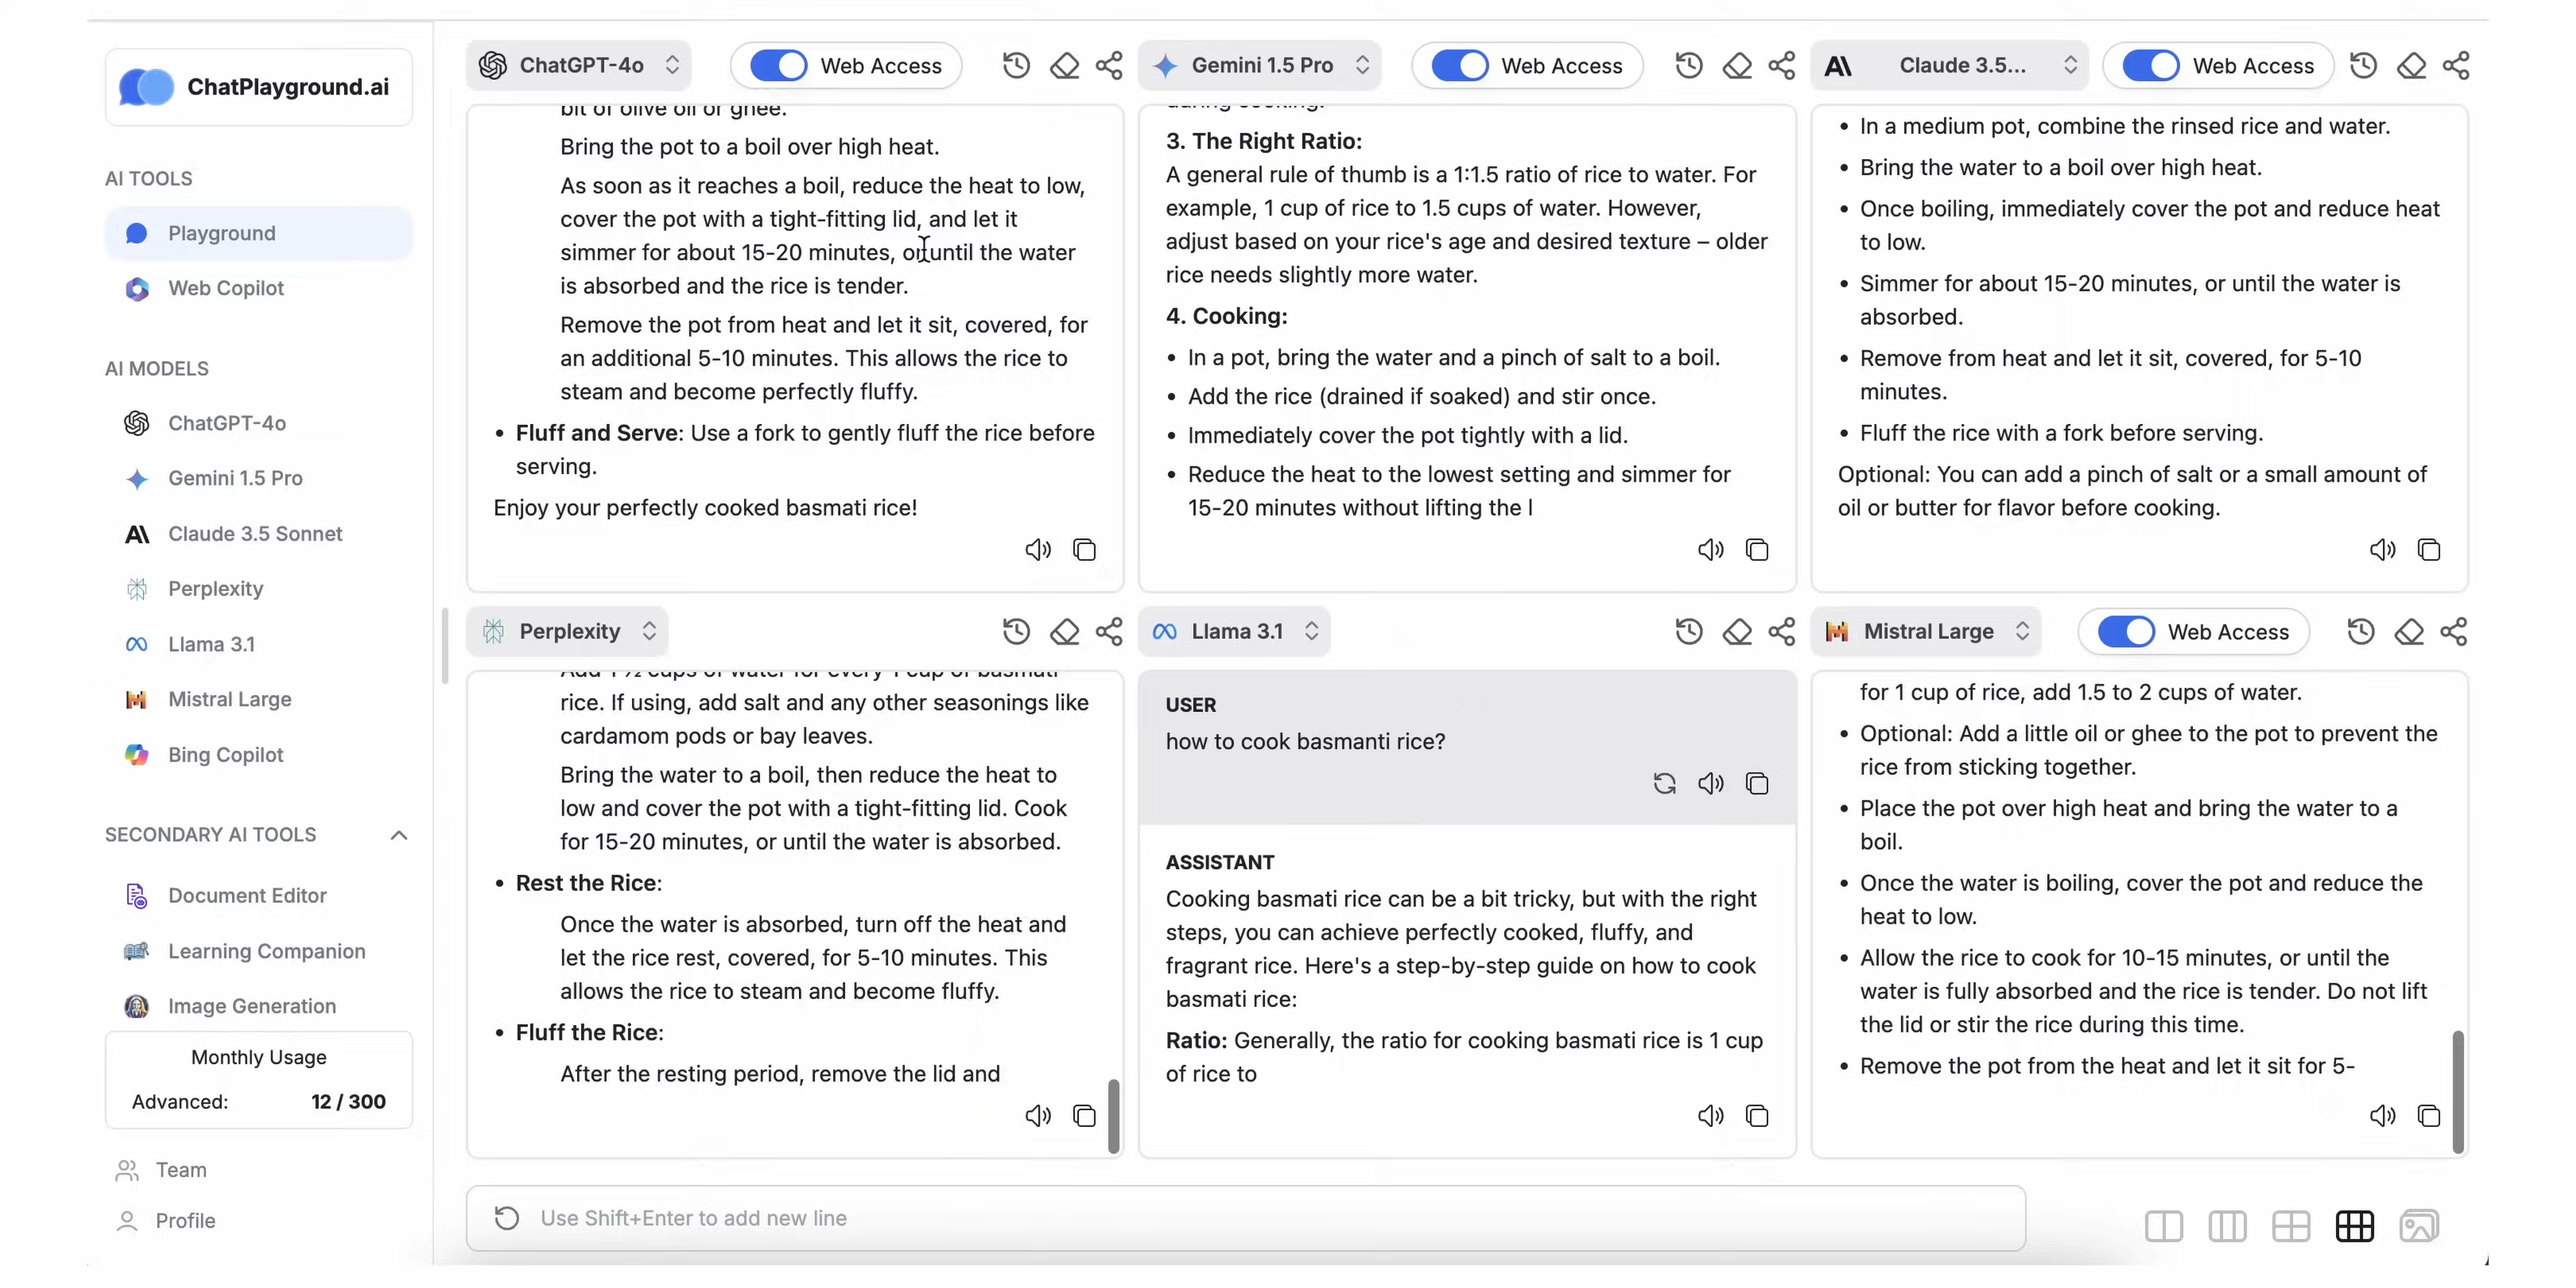 ChatPlayground.ai
AI TOOLS
Playground
Web Copilot
AI MODELS
ChatGPT-4o
Gemini 1.5 Pro
Claude 3.5 Sonnet
Perplexity
Llama 3.1
Mistral Large
Bing Copilot
SECONDARY AI TOOLS
Document Editor
Learning Companion
Image Generation
Monthly Usage
Advanced: 12 / 300
Team
Profile
ChatGPT-4o
Web Access
bit of olive oil or ghee.
Bring the pot to a boil over high heat.
As soon as it reaches a boil, reduce the heat to low,
cover the pot with a tight-fitting lid, and let it
simmer for about 15-20 minutes, or until the water
is absorbed and the rice is tender.
Remove the pot from heat and let it sit, covered, for
an additional 5-10 minutes. This allows the rice to
steam and become perfectly fluffy.
• Fluff and Serve: Use a fork to gently fluff the rice before
serving.
Enjoy your perfectly cooked basmati rice!
Gemini 1.5 Pro
Web Access
during cooking.
3. The Right Ratio:
A general rule of thumb is a 1:1.5 ratio of rice to water. For
example, 1 cup of rice to 1.5 cups of water. However,
adjust based on your rice's age and desired texture – older
rice needs slightly more water.
4. Cooking:
• In a pot, bring the water and a pinch of salt to a boil.
• Add the rice (drained if soaked) and stir once.
• Immediately cover the pot tightly with a lid.
• Reduce the heat to the lowest setting and simmer for
15-20 minutes without lifting the l
Claude 3.5...
Web Access
• In a medium pot, combine the rinsed rice and water.
• Bring the water to a boil over high heat.
• Once boiling, immediately cover the pot and reduce heat
to low.
• Simmer for about 15-20 minutes, or until the water is
absorbed.
• Remove from heat and let it sit, covered, for 5-10
minutes.
• Fluff the rice with a fork before serving.
Optional: You can add a pinch of salt or a small amount of
oil or butter for flavor before cooking.
Perplexity
Add 1 ½ cups of water for every 1 cup of basmati
rice. If using, add salt and any other seasonings like
cardamom pods or bay leaves.
Bring the water to a boil, then reduce the heat to
low and cover the pot with a tight-fitting lid. Cook
for 15-20 minutes, or until the water is absorbed.
• Rest the Rice:
Once the water is absorbed, turn off the heat and
let the rice rest, covered, for 5-10 minutes. This
allows the rice to steam and become fluffy.
• Fluff the Rice:
After the resting period, remove the lid and
Llama 3.1
USER
how to cook basmanti rice?
ASSISTANT
Cooking basmati rice can be a bit tricky, but with the right
steps, you can achieve perfectly cooked, fluffy, and
fragrant rice. Here's a step-by-step guide on how to cook
basmati rice:
Ratio: Generally, the ratio for cooking basmati rice is 1 cup
of rice to
Mistral Large
Web Access
for 1 cup of rice, add 1.5 to 2 cups of water.
• Optional: Add a little oil or ghee to the pot to prevent the
rice from sticking together.
• Place the pot over high heat and bring the water to a
boil.
• Once the water is boiling, cover the pot and reduce the
heat to low.
• Allow the rice to cook for 10-15 minutes, or until the
water is fully absorbed and the rice is tender. Do not lift
the lid or stir the rice during this time.
• Remove the pot from the heat and let it sit for 5-
Use Shift+Enter to add new line